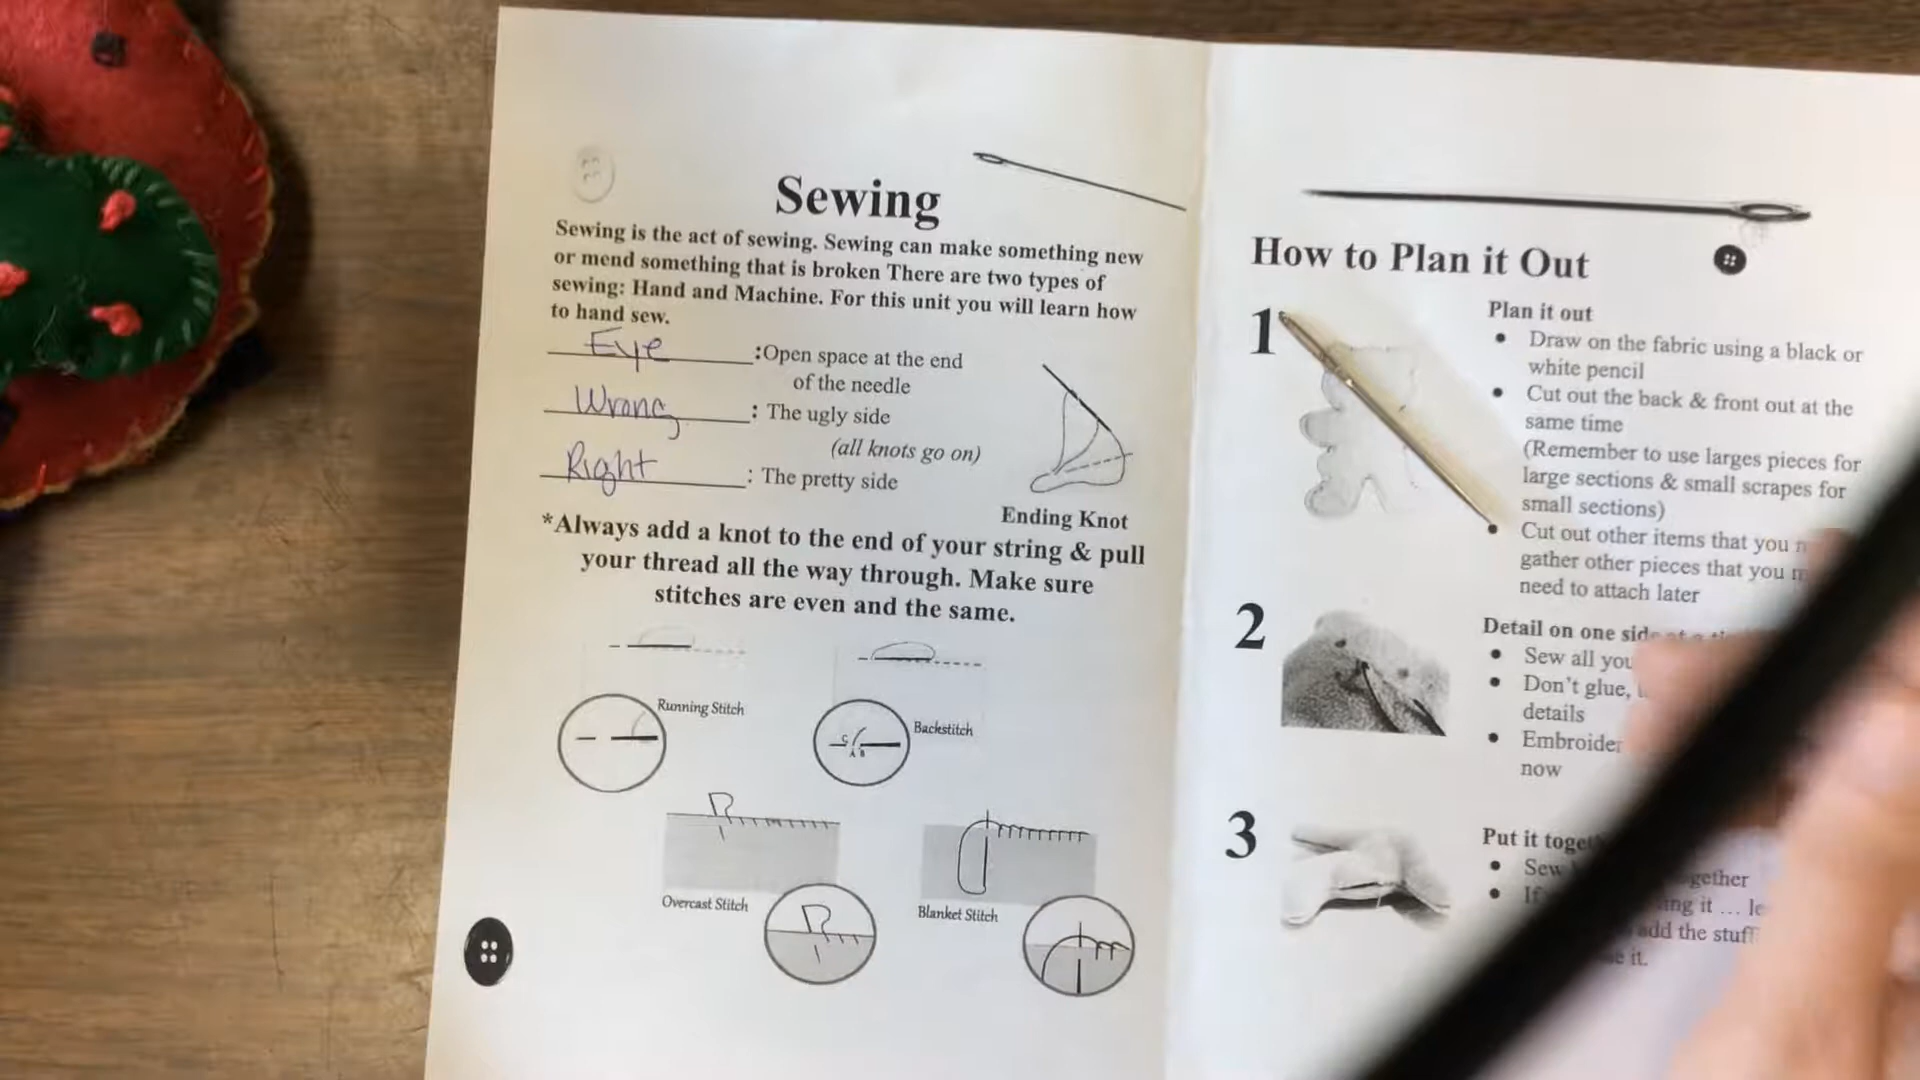 Sewing
Sewing is the act of sewing. Sewing can make something new
or mend something that is broken There are two types of
sewing: Hand and Machine. For this unit you will learn how
to hand sew.
Eye :Open space at the end
of the needle
Wrong : The ugly side
(all knots go on)
Right : The pretty side
Ending Knot
*Always add a knot to the end of your string & pull
your thread all the way through. Make sure
stitches are even and the same.
Running Stitch
Backstitch
C
A B
Overcast Stitch
Blanket Stitch
How to Plan it Out
1
Plan it out
• Draw on the fabric using a black or
white pencil
• Cut out the back & front out at the
same time
(Remember to use larges pieces for
large sections & small scrapes for
small sections)
• Cut out other items that you
gather other pieces that you
need to attach later
2
Detail on one
• Sew all
• Don't glue,
details
•
now
3
Put it
• Sew
• it ...
add the
it.